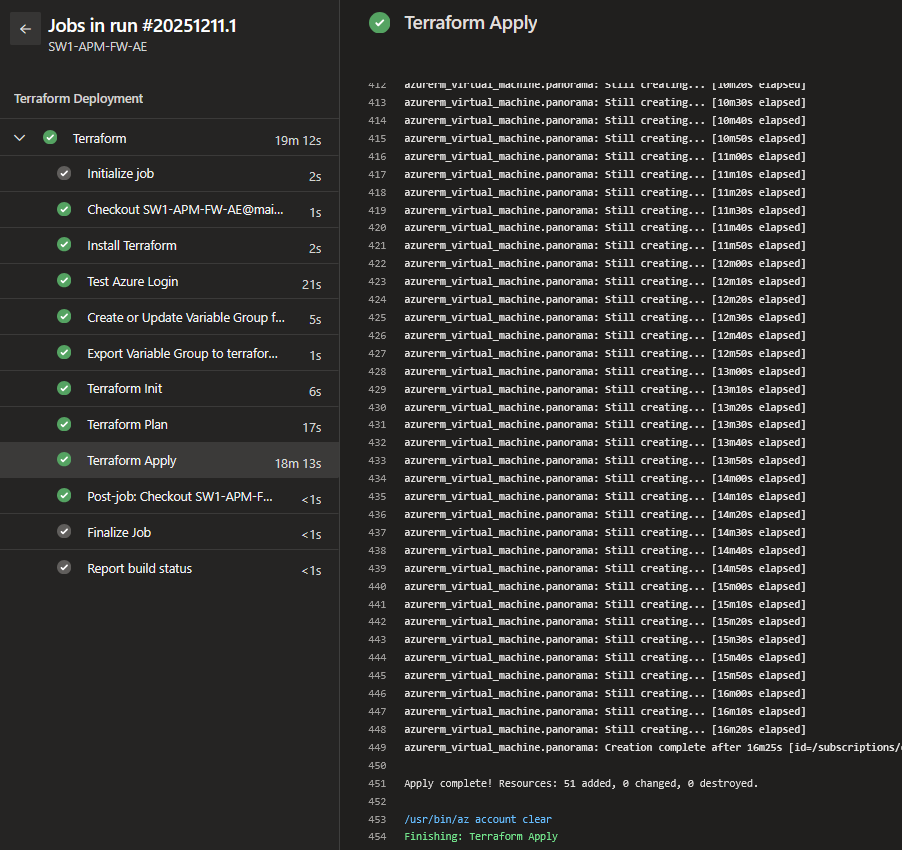 Jobs in run #20251211.1
SW1-APM-FW-AE
Terraform Deployment
Terraform 19m 12s
Initialize job 2s
Checkout SW1-APM-FW-AE@mai... 1s
Install Terraform 2s
Test Azure Login 21s
Create or Update Variable Group f... 5s
Export Variable Group to terrafor... 1s
Terraform Init 6s
Terraform Plan 17s
Terraform Apply 18m 13s
Post-job: Checkout SW1-APM-F... <1s
Finalize Job <1s
Report build status <1s
Terraform Apply
412 azurerm_virtual_machine.panorama: Still creating... [10m20s elapsed]
413 azurerm_virtual_machine.panorama: Still creating... [10m30s elapsed]
414 azurerm_virtual_machine.panorama: Still creating... [10m40s elapsed]
415 azurerm_virtual_machine.panorama: Still creating... [10m50s elapsed]
416 azurerm_virtual_machine.panorama: Still creating... [11m00s elapsed]
417 azurerm_virtual_machine.panorama: Still creating... [11m10s elapsed]
418 azurerm_virtual_machine.panorama: Still creating... [11m20s elapsed]
419 azurerm_virtual_machine.panorama: Still creating... [11m30s elapsed]
420 azurerm_virtual_machine.panorama: Still creating... [11m40s elapsed]
421 azurerm_virtual_machine.panorama: Still creating... [11m50s elapsed]
422 azurerm_virtual_machine.panorama: Still creating... [12m00s elapsed]
423 azurerm_virtual_machine.panorama: Still creating... [12m10s elapsed]
424 azurerm_virtual_machine.panorama: Still creating... [12m20s elapsed]
425 azurerm_virtual_machine.panorama: Still creating... [12m30s elapsed]
426 azurerm_virtual_machine.panorama: Still creating... [12m40s elapsed]
427 azurerm_virtual_machine.panorama: Still creating... [12m50s elapsed]
428 azurerm_virtual_machine.panorama: Still creating... [13m00s elapsed]
429 azurerm_virtual_machine.panorama: Still creating... [13m10s elapsed]
430 azurerm_virtual_machine.panorama: Still creating... [13m20s elapsed]
431 azurerm_virtual_machine.panorama: Still creating... [13m30s elapsed]
432 azurerm_virtual_machine.panorama: Still creating... [13m40s elapsed]
433 azurerm_virtual_machine.panorama: Still creating... [13m50s elapsed]
434 azurerm_virtual_machine.panorama: Still creating... [14m00s elapsed]
435 azurerm_virtual_machine.panorama: Still creating... [14m10s elapsed]
436 azurerm_virtual_machine.panorama: Still creating... [14m20s elapsed]
437 azurerm_virtual_machine.panorama: Still creating... [14m30s elapsed]
438 azurerm_virtual_machine.panorama: Still creating... [14m40s elapsed]
439 azurerm_virtual_machine.panorama: Still creating... [14m50s elapsed]
440 azurerm_virtual_machine.panorama: Still creating... [15m00s elapsed]
441 azurerm_virtual_machine.panorama: Still creating... [15m10s elapsed]
442 azurerm_virtual_machine.panorama: Still creating... [15m20s elapsed]
443 azurerm_virtual_machine.panorama: Still creating... [15m30s elapsed]
444 azurerm_virtual_machine.panorama: Still creating... [15m40s elapsed]
445 azurerm_virtual_machine.panorama: Still creating... [15m50s elapsed]
446 azurerm_virtual_machine.panorama: Still creating... [16m00s elapsed]
447 azurerm_virtual_machine.panorama: Still creating... [16m10s elapsed]
448 azurerm_virtual_machine.panorama: Still creating... [16m20s elapsed]
449 azurerm_virtual_machine.panorama: Creation complete after 16m25s [id=/subscriptions/
450
451 Apply complete! Resources: 51 added, 0 changed, 0 destroyed.
452
453 /usr/bin/az account clear
454 Finishing: Terraform Apply